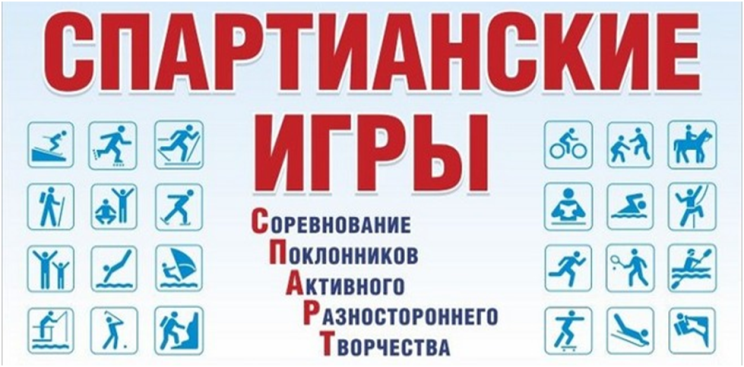 СПАРТИАНСКИЕ
ИГРЫ
СОРЕВНОВАНИЕ
ПОКЛОННИКОВ
АКТИВНОГО
РАЗНОСТОРОННЕГО
ТВОРЧЕСТВА